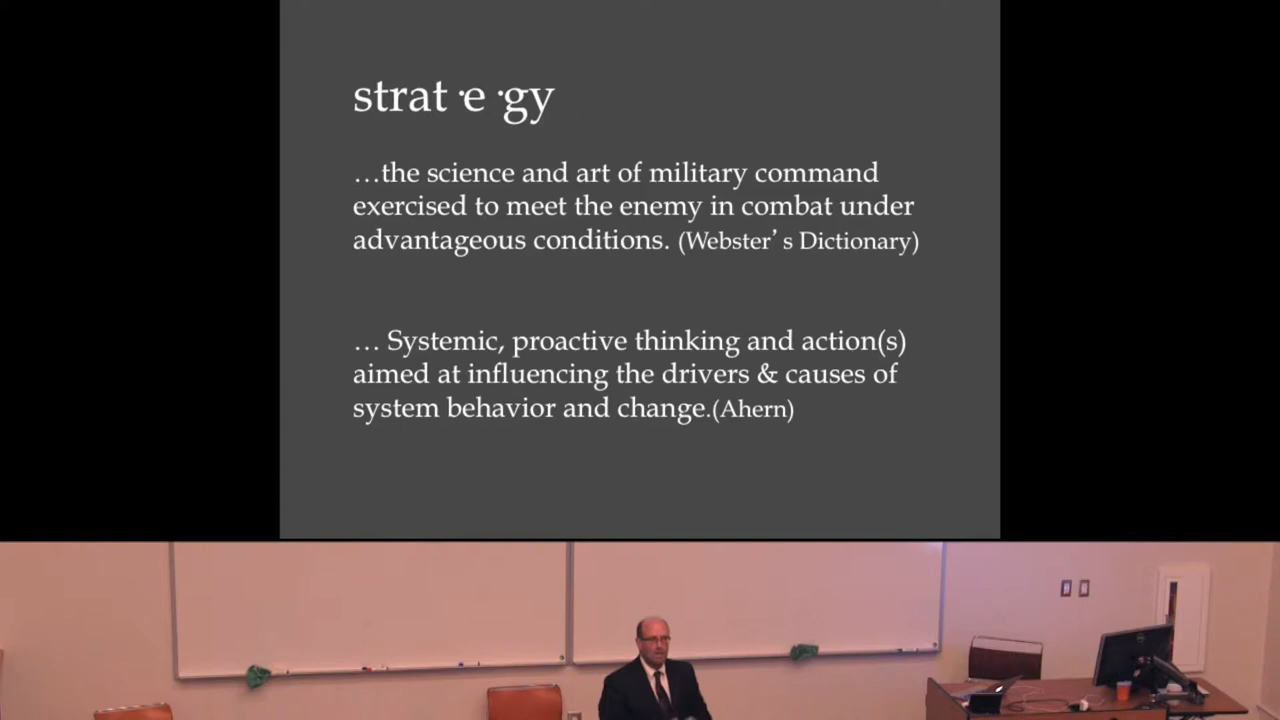 strat ·e ·gy
…the science and art of military command
exercised to meet the enemy in combat under
advantageous conditions. (Webster’ s Dictionary)
… Systemic, proactive thinking and action(s)
aimed at influencing the drivers & causes of
system behavior and change.(Ahern)